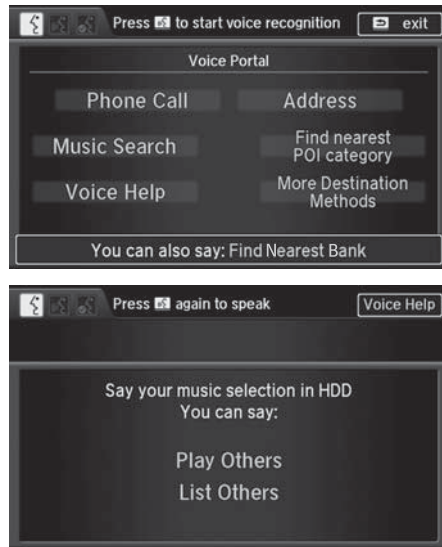 Press to start voice recognition
exit
Voice Portal
Phone Call
Address
Music Search
Find nearest
POI category
Voice Help
More Destination
Methods
You can also say: Find Nearest Bank
Press again to speak
Voice Help
Say your music selection in HDD
You can say:
Play Others
List Others